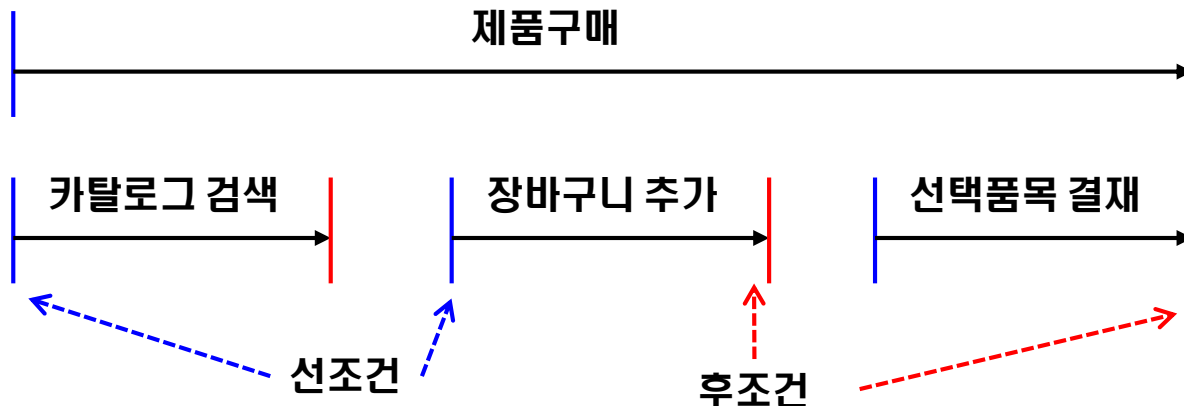 제품구매
카탈로그 검색
장바구니 추가
선택품목 결재
선조건
후조건